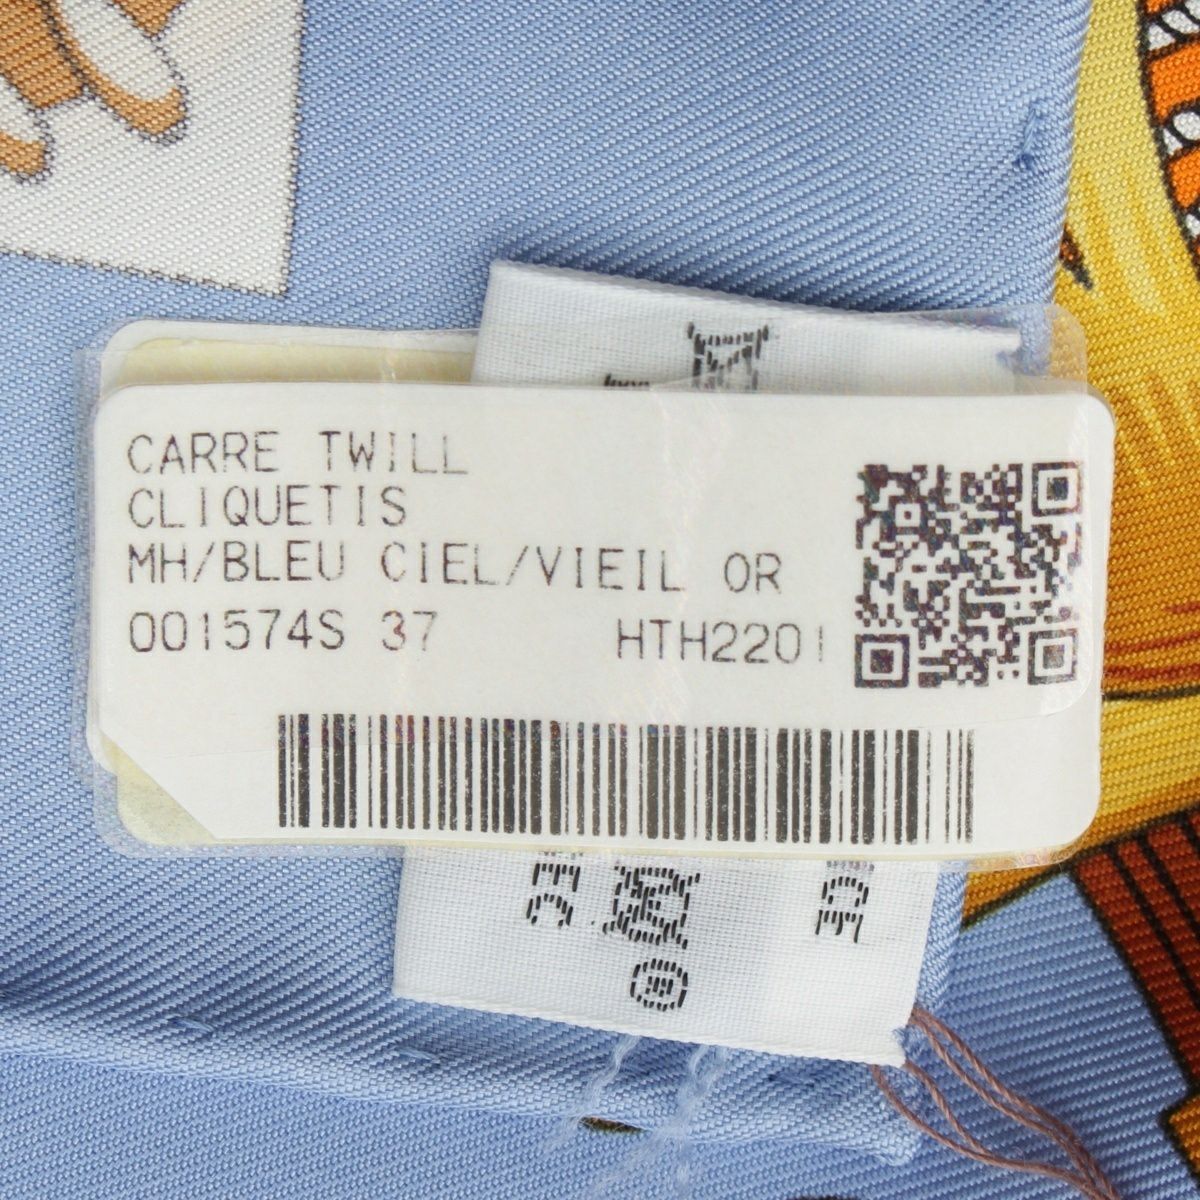 CARRE TWILL
CLIQUETIS
MH/BLEU CIEL/VIEIL OR
001574S 37 HTH2201